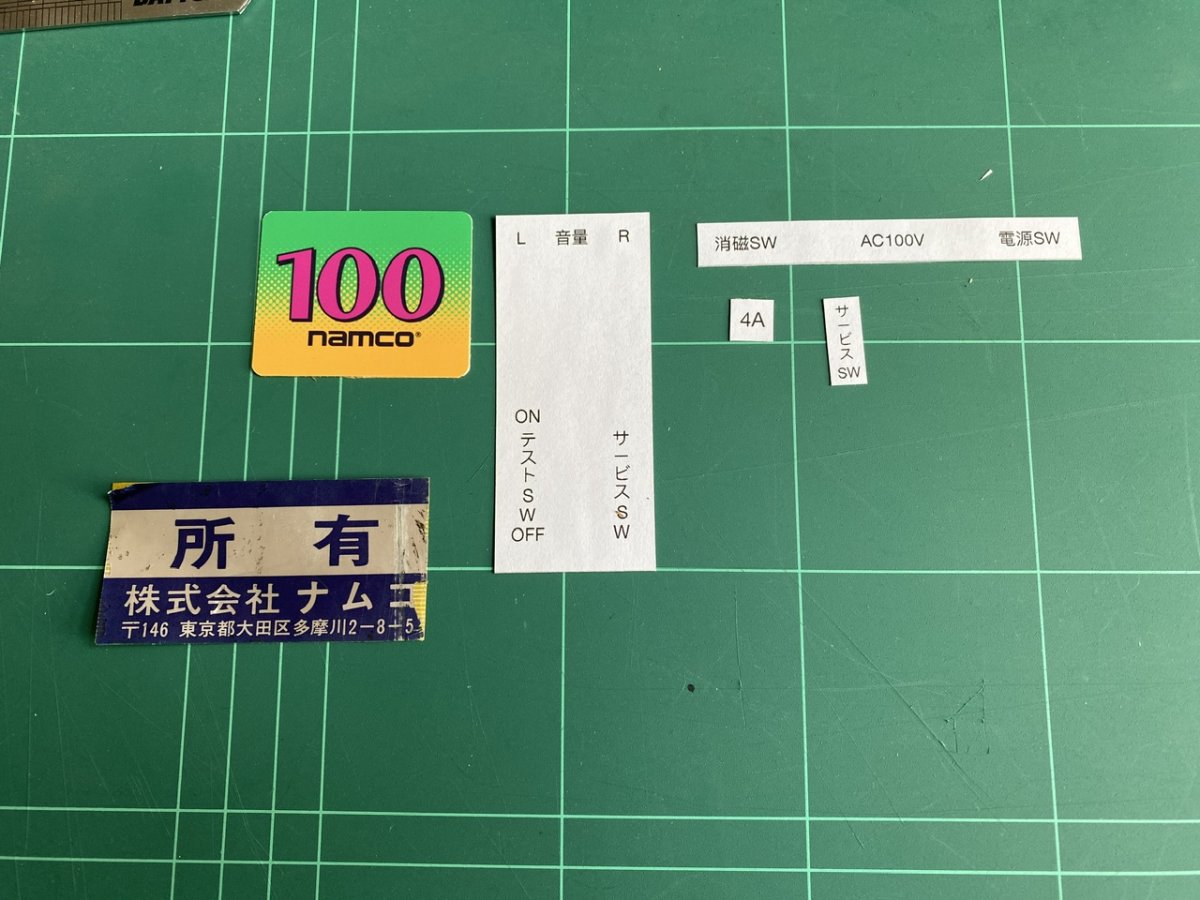 100
namco®
L 音量 R
ON
テストSW
OFF
サービスSW
消磁SW AC100V 電源SW
4A
サービスSW
所有
株式会社ナムコ
〒146 東京都大田区多摩川2-8-5